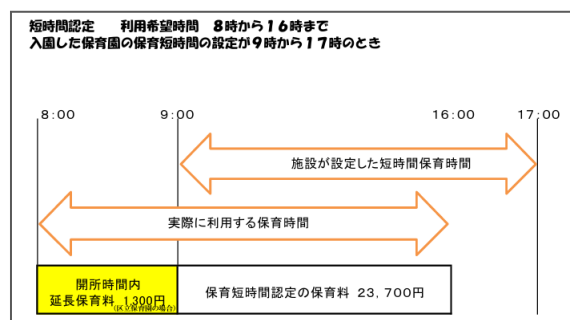 短時間認定　　利用希望時間　８時から１６時まで
入園した保育園の保育短時間の設定が９時から１７時のとき
8:00 9:00 16:00 17:00
施設が設定した短時間保育時間
実際に利用する保育時間
開所時間内
延長保育料 1,300円
(区立保育園の場合)
保育短時間認定の保育料 23,700円